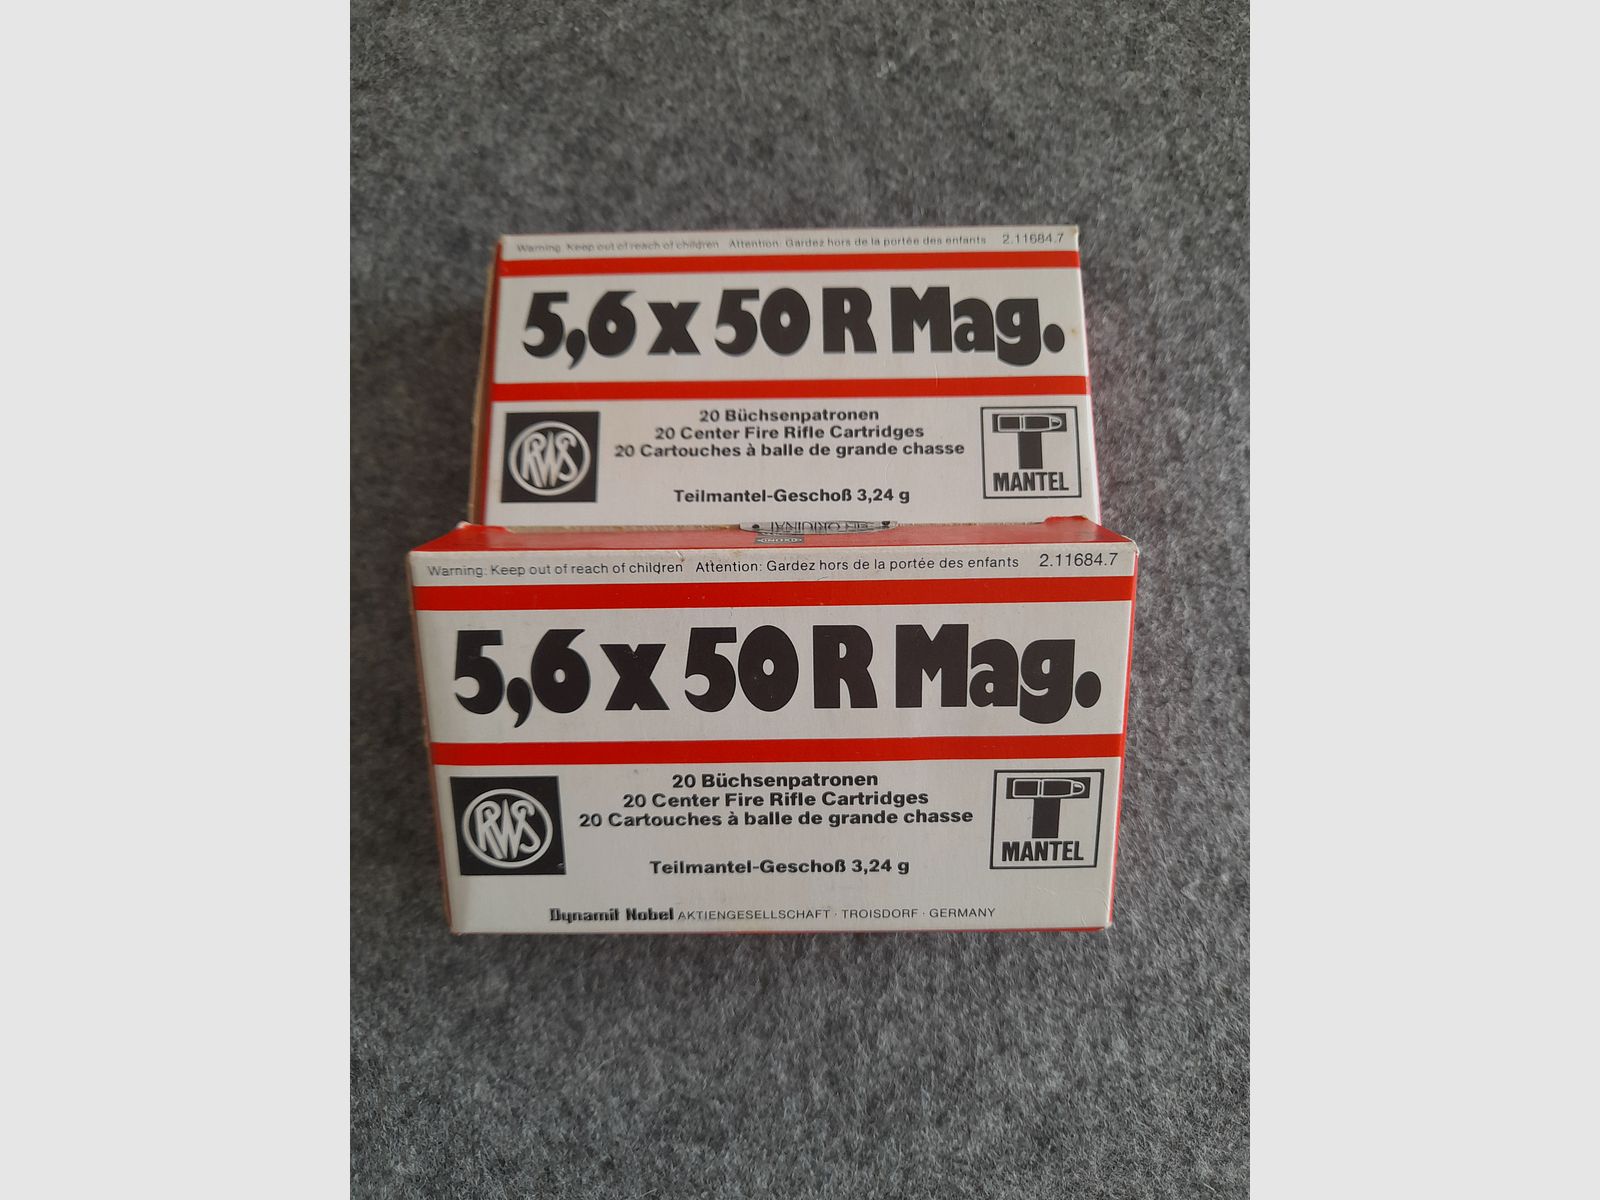 Warning: Keep out of reach of children Attention: Gardez hors de la portée des enfants 2.11684.7
5,6 x 50 R Mag.
RWS
20 Büchsenpatronen
20 Center Fire Rifle Cartridges
20 Cartouches à balle de grande chasse
Teilmantel-Geschoß 3,24 g
T
MANTEL
ORIGINAL
Warning: Keep out of reach of children Attention: Gardez hors de la portée des enfants 2.11684.7
5,6 x 50 R Mag.
RWS
20 Büchsenpatronen
20 Center Fire Rifle Cartridges
20 Cartouches à balle de grande chasse
Teilmantel-Geschoß 3,24 g
T
MANTEL
Dynamit Nobel AKTIENGESELLSCHAFT · TROISDORF · GERMANY